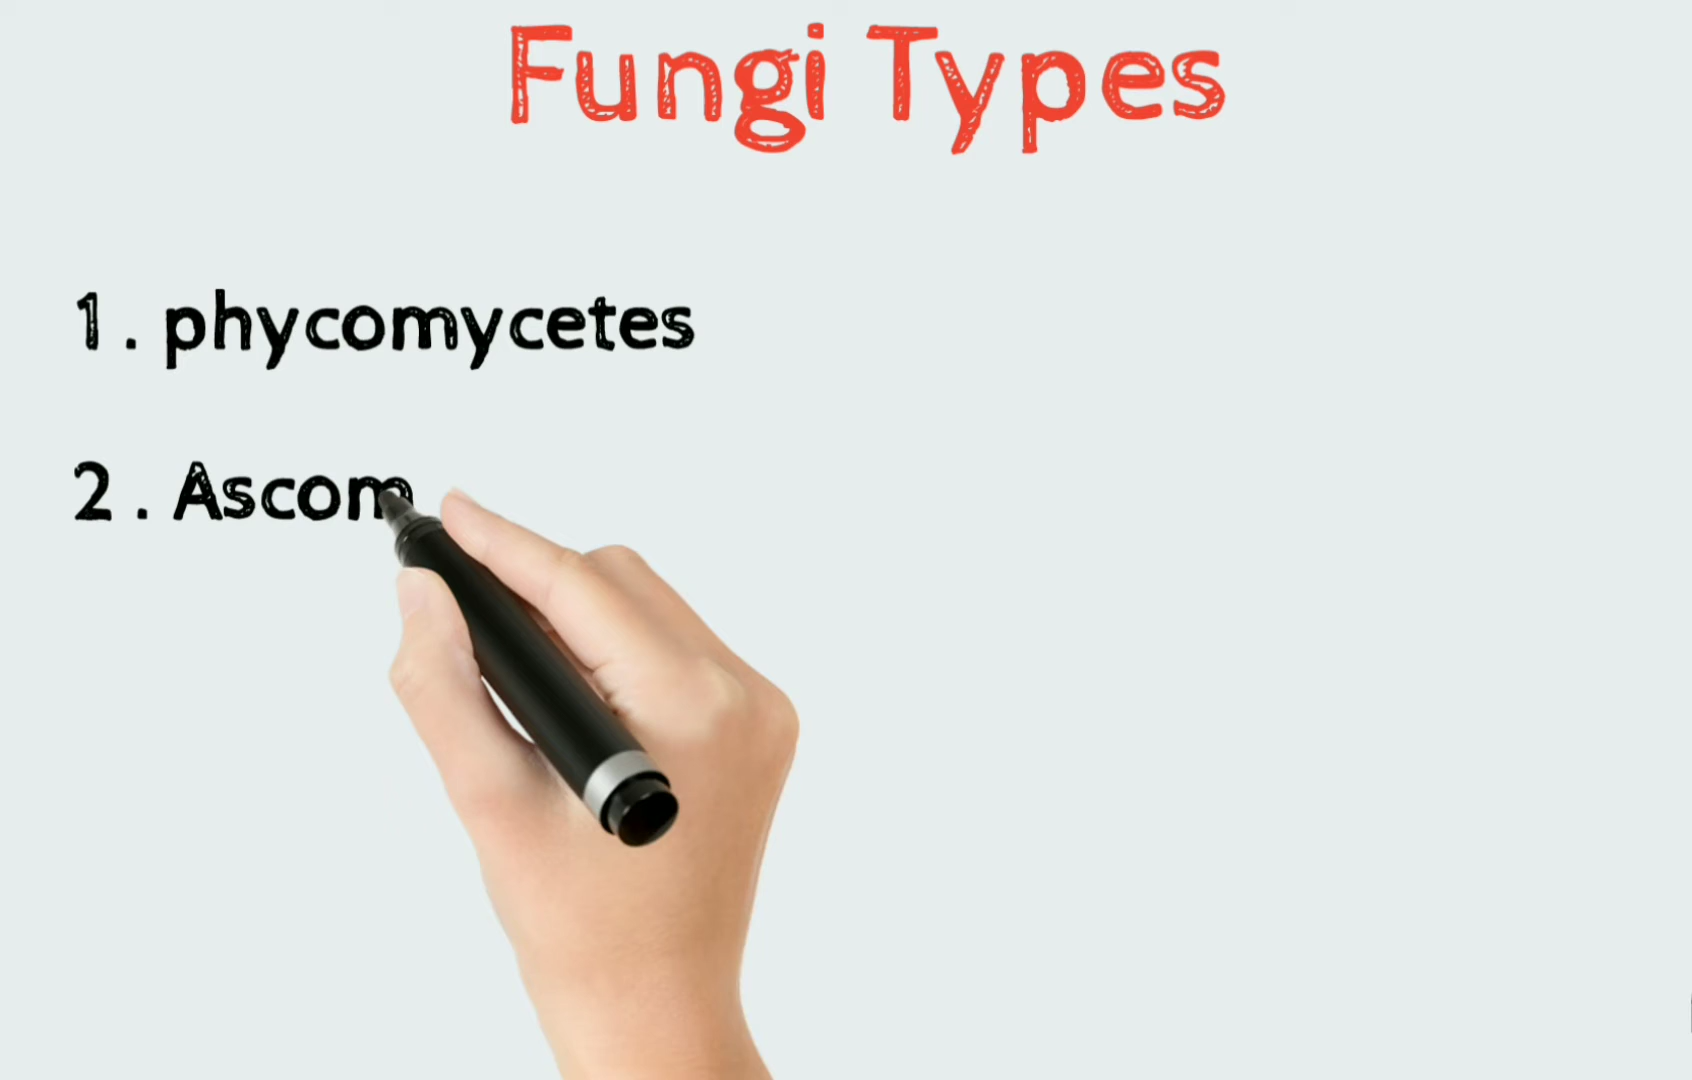 Fungi Types
1 . phycomycetes
2 . Ascom